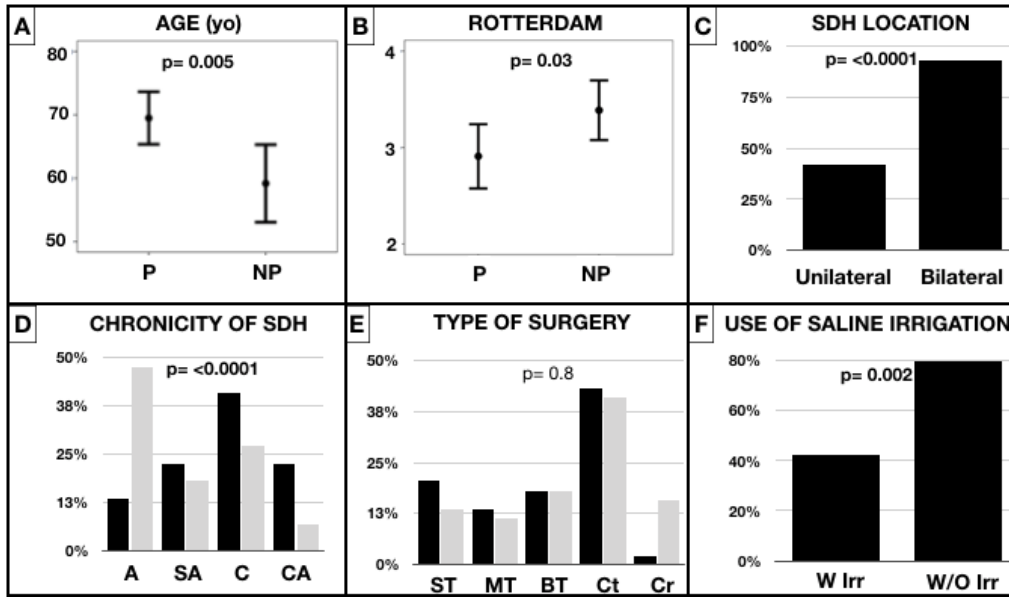 A
AGE (yo)
p= 0.005
80
70
60
50
P
NP
B
ROTTERDAM
p= 0.03
4
3
2
P
NP
C
SDH LOCATION
p= <0.0001
100%
75%
50%
25%
0%
Unilateral
Bilateral
D
CHRONICITY OF SDH
p= <0.0001
50%
38%
25%
13%
0%
A
SA
C
CA
E
TYPE OF SURGERY
p= 0.8
50%
38%
25%
13%
0%
ST
MT
BT
Ct
Cr
F
USE OF SALINE IRRIGATION
p= 0.002
80%
60%
40%
20%
0%
W Irr
W/O Irr